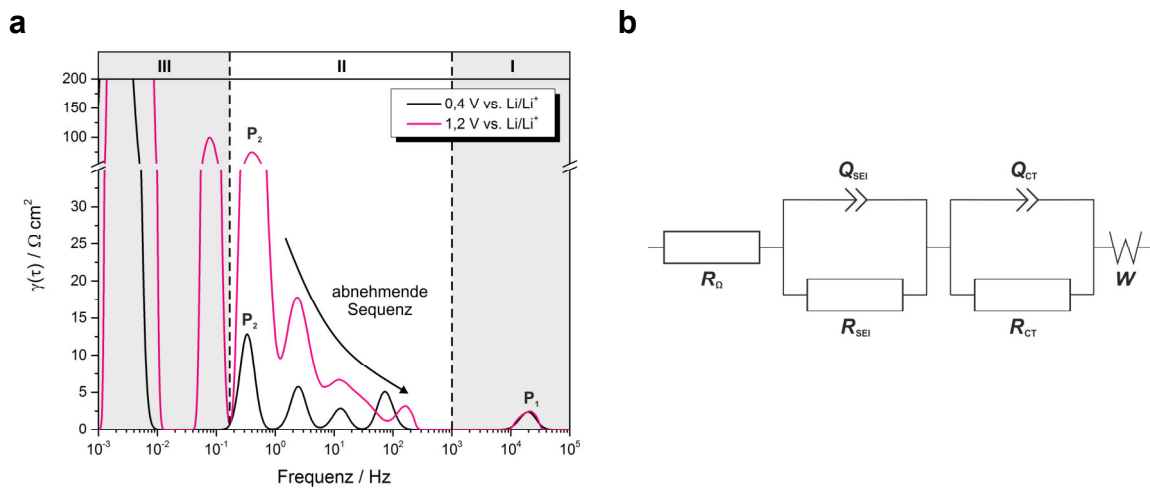 a
b
III
II
I
200
150
100
30
25
20
15
10
5
0
γ(τ) / Ω cm²
0,4 V vs. Li/Li⁺
1,2 V vs. Li/Li⁺
P₂
abnehmende
Sequenz
P₂
P₁
10⁻³
10⁻²
10⁻¹
10⁰
10¹
10²
10³
10⁴
10⁵
Frequenz / Hz
Q_SEI
Q_CT
R_Ω
R_SEI
R_CT
W